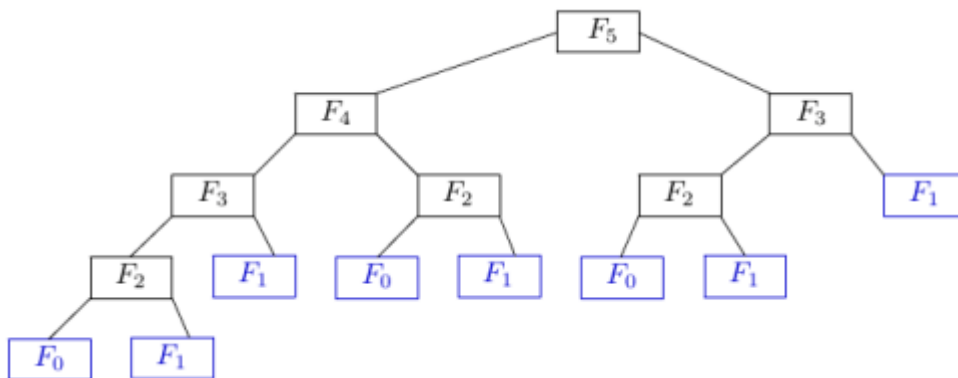 F₅
F₄ F₃
F₃ F₂ F₂ F₁
F₂ F₁ F₀ F₁ F₀ F₁
F₀ F₁